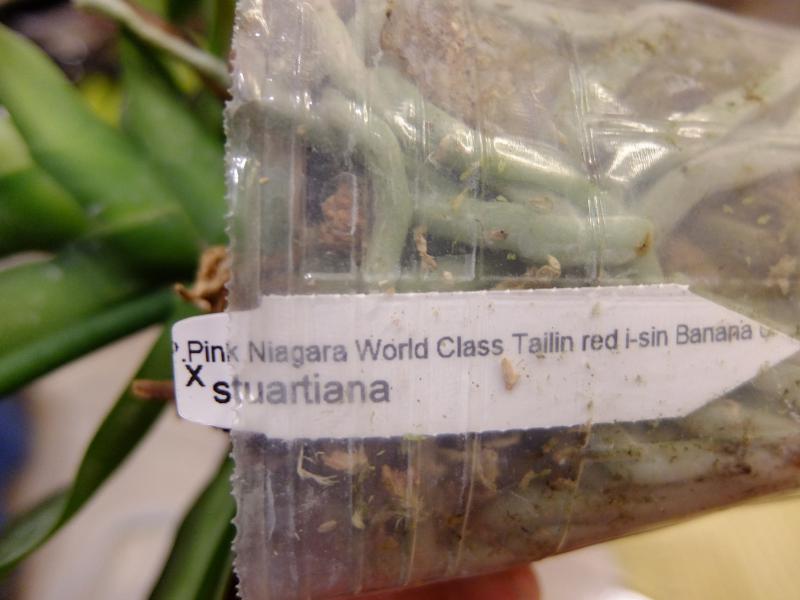 .Pink Niagara World Class Tailin red i-sin Banana
x stuartiana